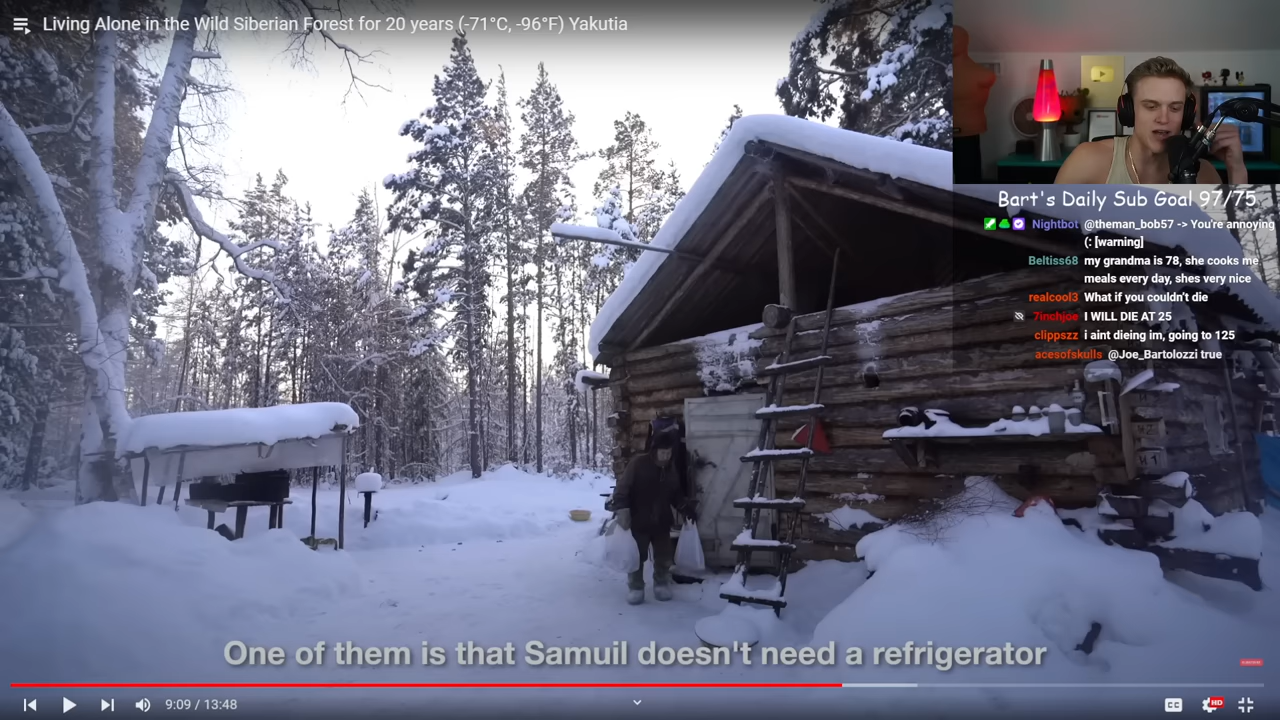 Living Alone in the Wild Siberian Forest for 20 years (-71°C, -96°F) Yakutia
Bart's Daily Sub Goal 97/75
Nightbot @theman_bob57 -> You're annoying
(: [warning]
Beltiss68 my grandma is 78, she cooks me
meals every day, shes very nice
realcool3 What if you couldn't die
7inchjoe I WILL DIE AT 25
clippszz i aint dieing im, going to 125
acesofskulls @Joe_Bartolozzi true
One of them is that Samuil doesn't need a refrigerator
9:09 / 13:48
CC
HD